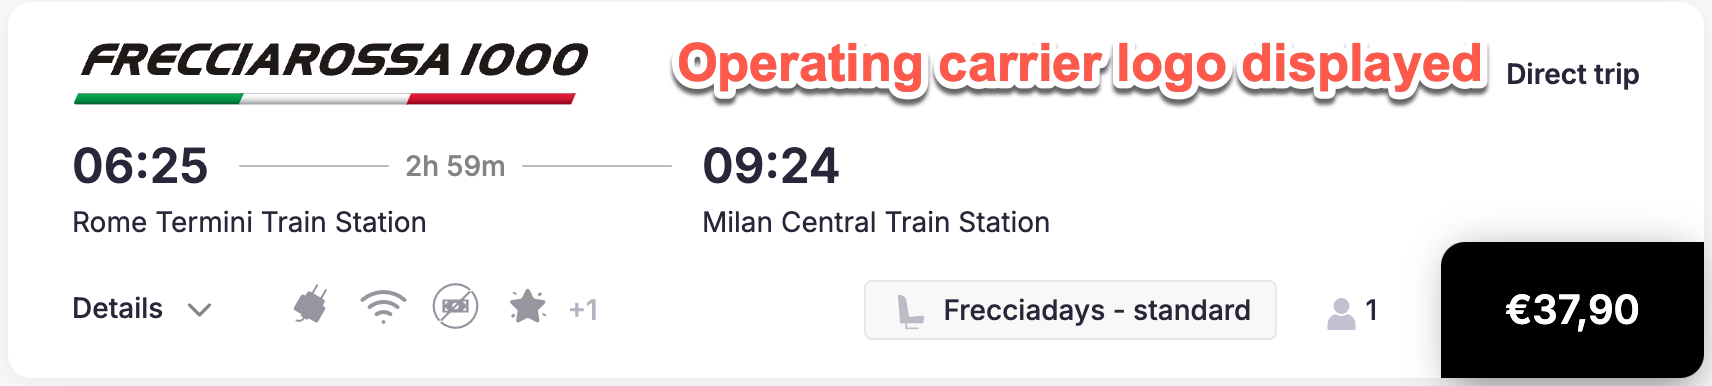 FRECCIAROSSA 1000
Operating carrier logo displayed
Direct trip
06:25
2h 59m
09:24
Rome Termini Train Station
Milan Central Train Station
Details
+1
Frecciadays - standard
1
€37,90